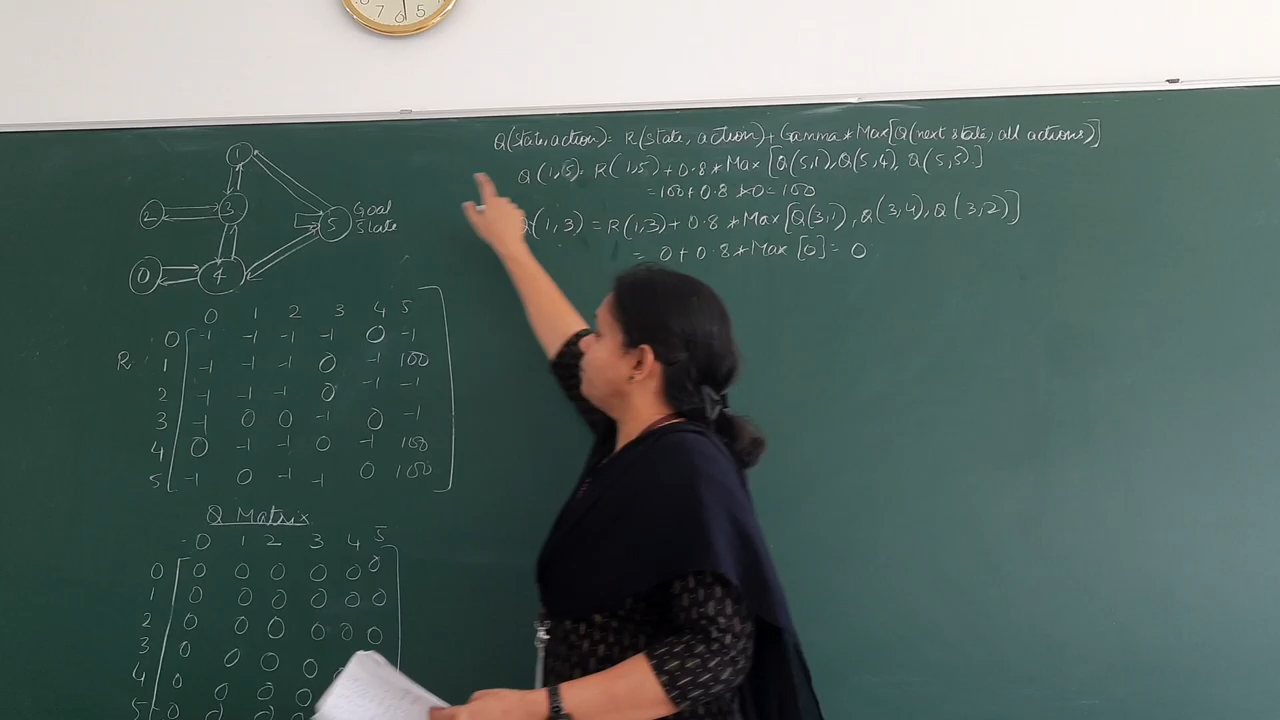 7 6 5
Q(state,action)= R(state, action)+ Gamma*Max[Q(next state, all actions)]
Q(1,5)= R(1,5)+0.8*Max[Q(5,1),Q(5,4), Q(5,5)]
=100+0.8*0=100
Q(1,3) = R(1,3)+0.8*Max[Q(3,1), Q(3,4), Q(3,2)]
= 0+0.8*Max[0]= 0
1
2 3 5 Goal State
0 4
0 1 2 3 4 5
0 -1 -1 -1 -1 0 -1
R 1 -1 -1 -1 0 -1 100
2 -1 -1 -1 0 -1 -1
3 -1 0 0 -1 0 -1
4 0 -1 -1 0 -1 100
5 -1 0 -1 -1 0 100
Q Matrix
0 1 2 3 4 5
0 0 0 0 0 0 0
1 0 0 0 0 0 0
2 0 0 0 0 0 0
3 0 0 0 0
4 0 0 0 0
5 0 0 0